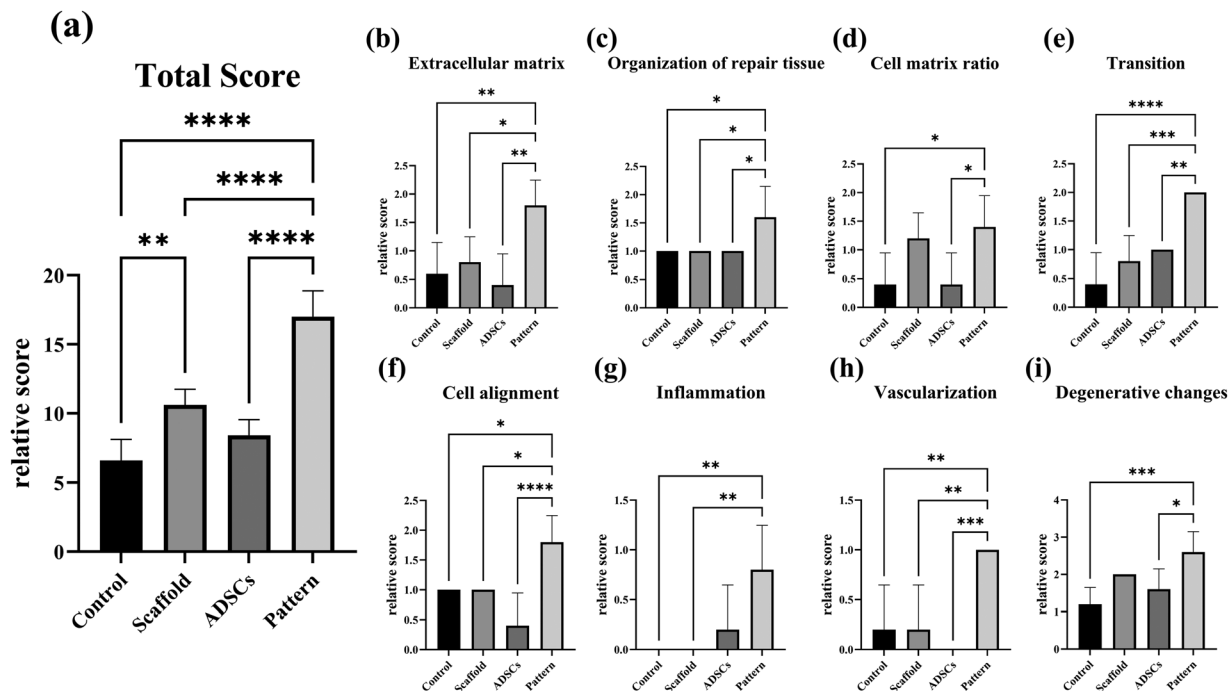 (a)
Total Score
****
****
** ****
relative score
20
15
10
5
0
Control Scaffold ADSCs Pattern
(b)
Extracellular matrix
**
*
**
relative score
2.5
2.0
1.5
1.0
0.5
0.0
Control Scaffold ADSCs Pattern
(c)
Organization of repair tissue
*
*
*
relative score
2.5
2.0
1.5
1.0
0.5
0.0
Control Scaffold ADSCs Pattern
(d)
Cell matrix ratio
*
*
relative score
2.5
2.0
1.5
1.0
0.5
0.0
Control Scaffold ADSCs Pattern
(e)
Transition
****
***
**
relative score
2.5
2.0
1.5
1.0
0.5
0.0
Control Scaffold ADSCs Pattern
(f)
Cell alignment
*
*
****
relative score
2.5
2.0
1.5
1.0
0.5
0.0
Control Scaffold ADSCs Pattern
(g)
Inflammation
**
**
relative score
1.5
1.0
0.5
0.0
Control Scaffold ADSCs Pattern
(h)
Vascularization
**
**
***
relative score
1.5
1.0
0.5
0.0
Control Scaffold ADSCs Pattern
(i)
Degenerative changes
***
*
relative score
4
3
2
1
0
Control Scaffold ADSCs Pattern